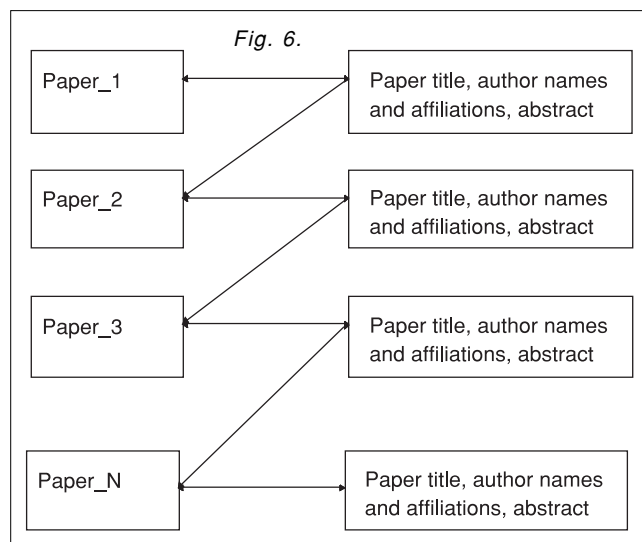 Fig. 6.
Paper_1
Paper title, author names
and affiliations, abstract
Paper_2
Paper title, author names
and affiliations, abstract
Paper_3
Paper title, author names
and affiliations, abstract
Paper_N
Paper title, author names
and affiliations, abstract